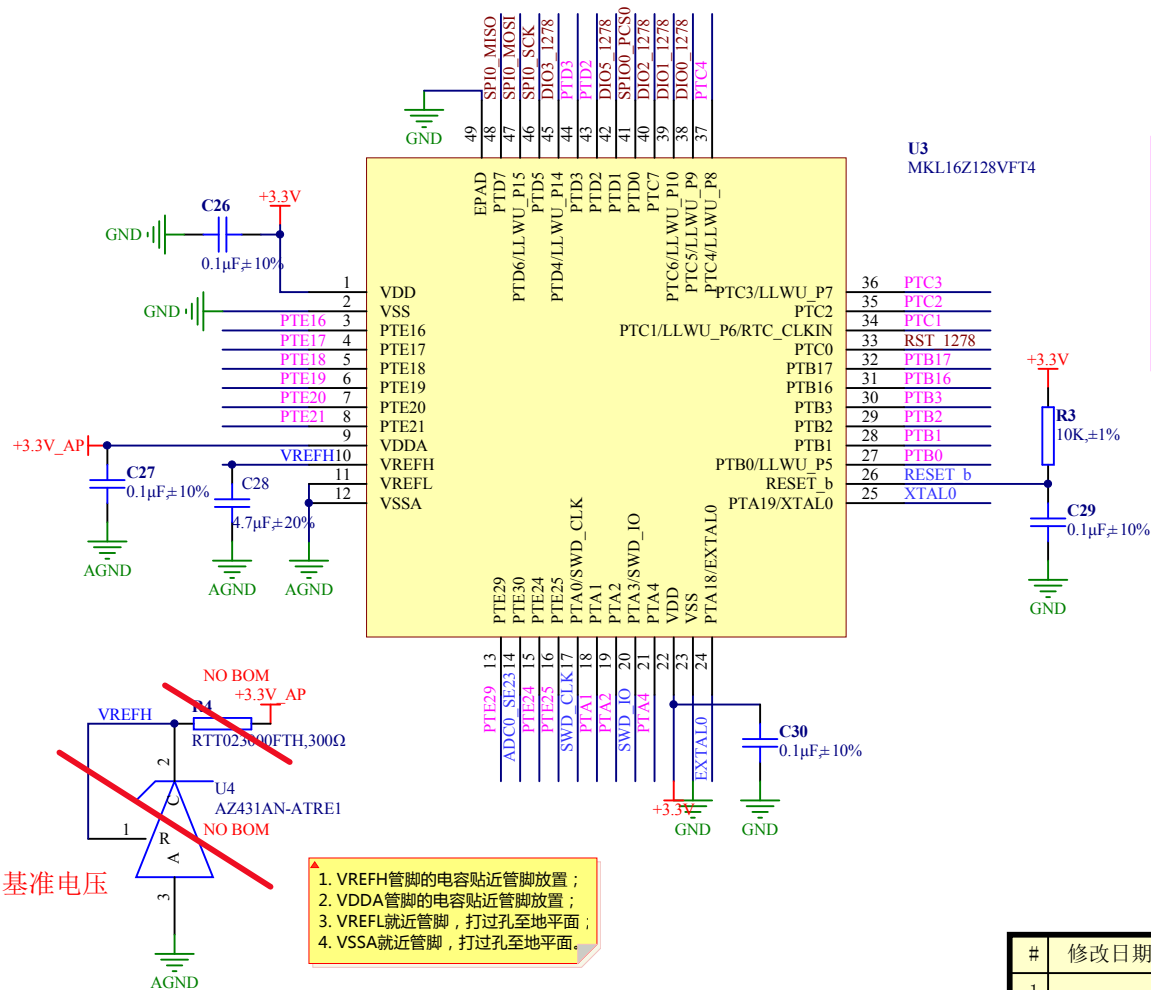 SPI0_MISO
SPI0_MOSI
SPI0_SCK
DIO3_1278
PTD3
PTD2
DIO5_1278
SPIO0_PCS0
DIO2_1278
DIO1_1278
DIO0_1278
PTC4
GND
49
48
47
46
45
44
43
42
41
40
39
38
37
U3
MKL16Z128VFT4
EPAD
PTD7
PTD6/LLWU_P15
PTD5
PTD4/LLWU_P14
PTD3
PTD2
PTD1
PTD0
PTC7
PTC6/LLWU_P10
PTC5/LLWU_P9
PTC4/LLWU_P8
C26
+3.3V
GND
0.1μF,±10%
GND
1 VDD
2 VSS
PTE16 3 PTE16
PTE17 4 PTE17
PTE18 5 PTE18
PTE19 6 PTE19
PTE20 7 PTE20
PTE21 8 PTE21
+3.3V_AP 9 VDDA
VREFH 10 VREFH
11 VREFL
12 VSSA
PTC3/LLWU_P7 36 PTC3
PTC2 35 PTC2
PTC1/LLWU_P6/RTC_CLKIN 34 PTC1
PTC0 33 RST_1278
PTB17 32 PTB17
PTB16 31 PTB16
PTB3 30 PTB3
PTB2 29 PTB2
PTB1 28 PTB1
PTB0/LLWU_P5 27 PTB0
RESET_b 26 RESET_b
PTA19/XTAL0 25 XTAL0
+3.3V
R3
10K,±1%
C29
0.1μF,±10%
GND
C27
0.1μF,±10%
AGND
C28
4.7μF,±20%
AGND
AGND
PTE29
PTE30
PTE24
PTE25
PTA0/SWD_CLK
PTA1
PTA2
PTA3/SWD_IO
PTA4
VDD
VSS
PTA18/EXTAL0
13
14
15
16
17
18
19
20
21
22
23
24
PTE29
ADC0_SE23
PTE24
PTE25
SWD_CLK
PTA1
PTA2
SWD_IO
PTA4
EXTAL0
+3.3V
GND
C30
0.1μF,±10%
GND
NO BOM
+3.3V_AP
R4
VREFH
RTT023000FTH,300Ω
2
U4
AZ431AN-ATRE1
C
NO BOM
1
R
A
3
基准电压
AGND
1. VREFH管脚的电容贴近管脚放置；
2. VDDA管脚的电容贴近管脚放置；
3. VREFL就近管脚，打过孔至地平面；
4. VSSA就近管脚，打过孔至地平面。
# 修改日期
1